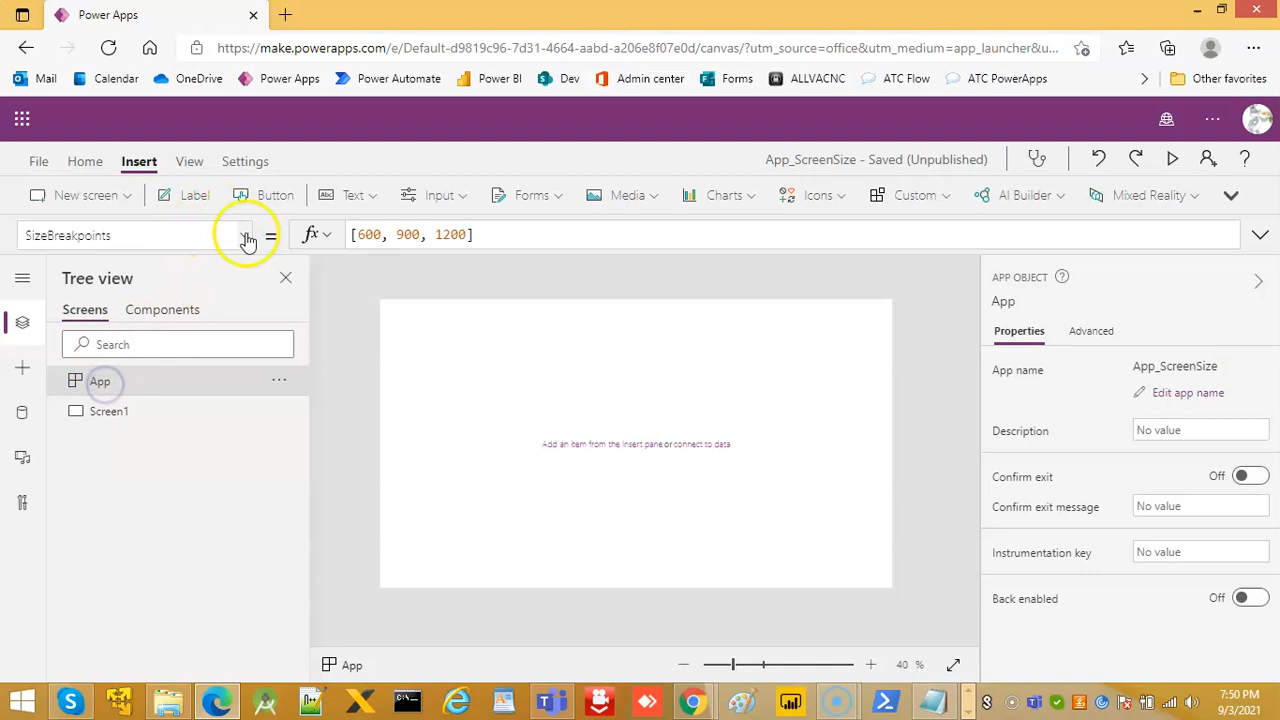 Power Apps
https://make.powerapps.com/e/Default-d9819c96-7d31-4664-aabd-a206e8f07e0d/canvas/?utm_source=office&utm_medium=app_launcher&u...
Mail Calendar OneDrive Power Apps Power Automate Power BI Dev Admin center Forms ALLVACNC ATC Flow ATC PowerApps Other favorites
File Home Insert View Settings App_ScreenSize - Saved (Unpublished)
New screen Label Button Text Input Forms Media Charts Icons Custom AI Builder Mixed Reality
SizeBreakpoints = fx [600, 900, 1200]
Tree view
Screens Components
Search
App
Screen1
Add an item from the Insert pane or connect to data
APP OBJECT
App
Properties Advanced
App name App_ScreenSize
Edit app name
Description No value
Confirm exit Off
Confirm exit message No value
Instrumentation key No value
Back enabled Off
App 40 %
7:50 PM
9/3/2021